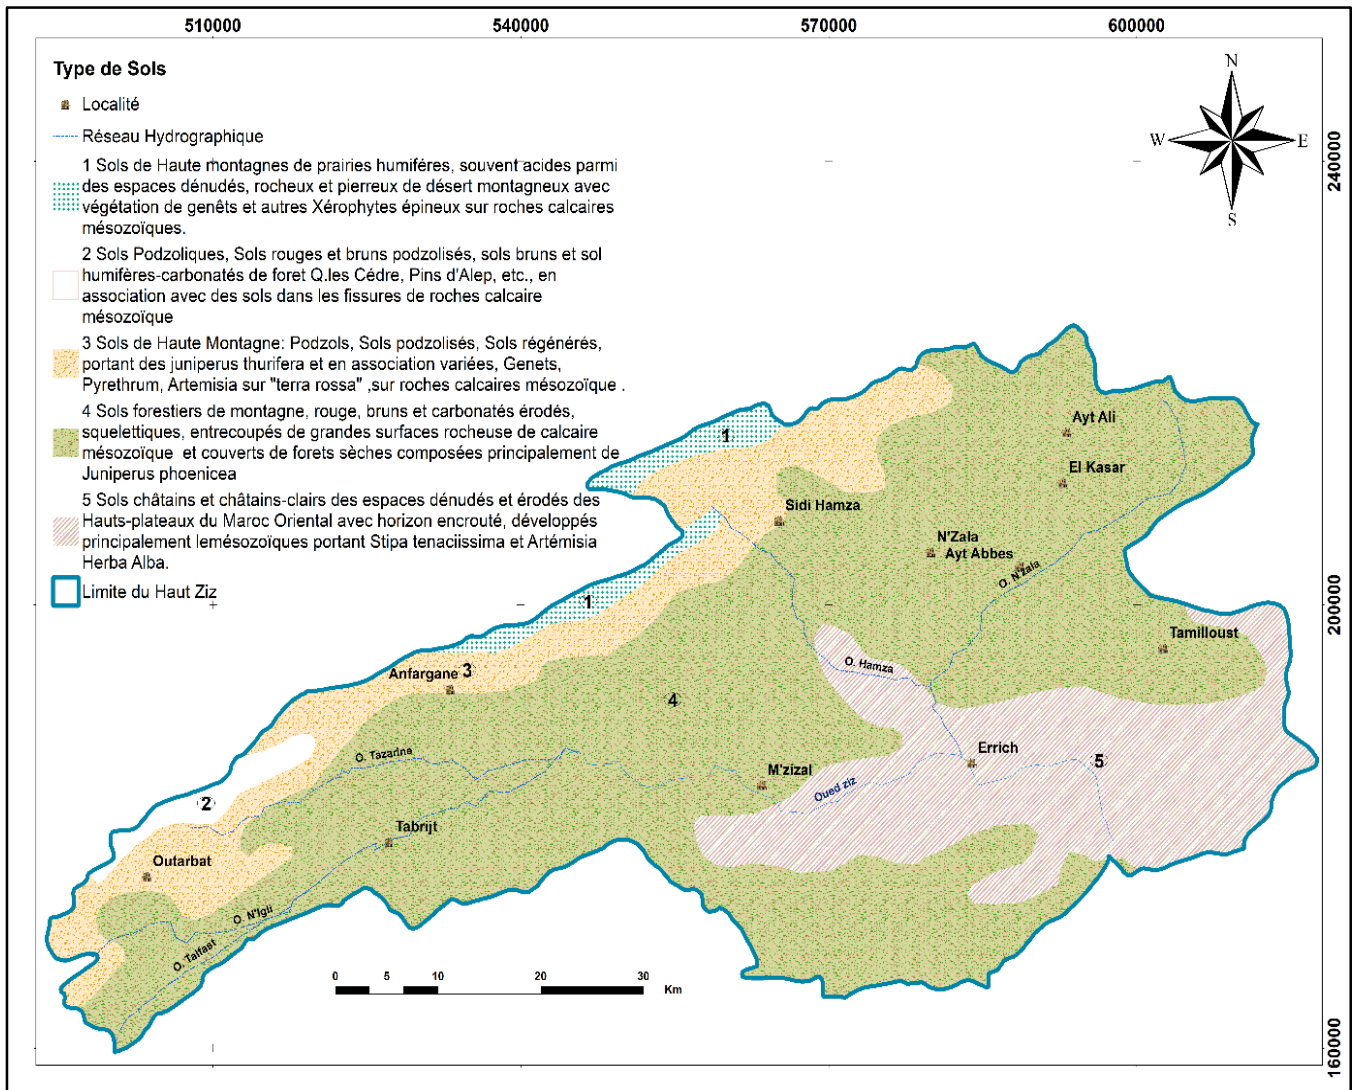 510000
540000
570000
600000
Type de Sols
Localité
Réseau Hydrographique
1 Sols de Haute montagnes de prairies humiféres, souvent acides parmi
des espaces dénudés, rocheux et pierreux de désert montagneux avec
végétation de genêts et autres Xérophytes épineux sur roches calcaires
mésozoïques.
2 Sols Podzoliques, Sols rouges et bruns podzolisés, sols bruns et sol
humifères-carbonatés de foret Q.les Cédre, Pins d'Alep, etc., en
association avec des sols dans les fissures de roches calcaire
mésozoïque
3 Sols de Haute Montagne: Podzols, Sols podzolisés, Sols régénérés,
portant des juniperus thurifera et en association variées, Genets,
Pyrethrum, Artemisia sur "terra rossa" ,sur roches calcaires mésozoïque .
4 Sols forestiers de montagne, rouge, bruns et carbonatés érodés,
squelettiques, entrecoupés de grandes surfaces rocheuse de calcaire
mésozoïque et couverts de forets sèches composées principalement de
Juniperus phoenicea
5 Sols châtains et châtains-clairs des espaces dénudés et érodés des
Hauts-plateaux du Maroc Oriental avec horizon encrouté, développés
principalement lemésozoïques portant Stipa tenaciissima et Artémisia
Herba Alba.
Limite du Haut Ziz
N
W
E
S
240000
200000
160000
1
Ayt Ali
El Kasar
Sidi Hamza
N'Zala
Ayt Abbes
O. N'zala
1
Tamilloust
O. Hamza
Anfargane
3
4
O. Tazarine
Errich
5
M'zizal
Oued ziz
2
Tabrijt
Outarbat
O. N'Igli
O. Talfast
0
5
10
20
30
Km